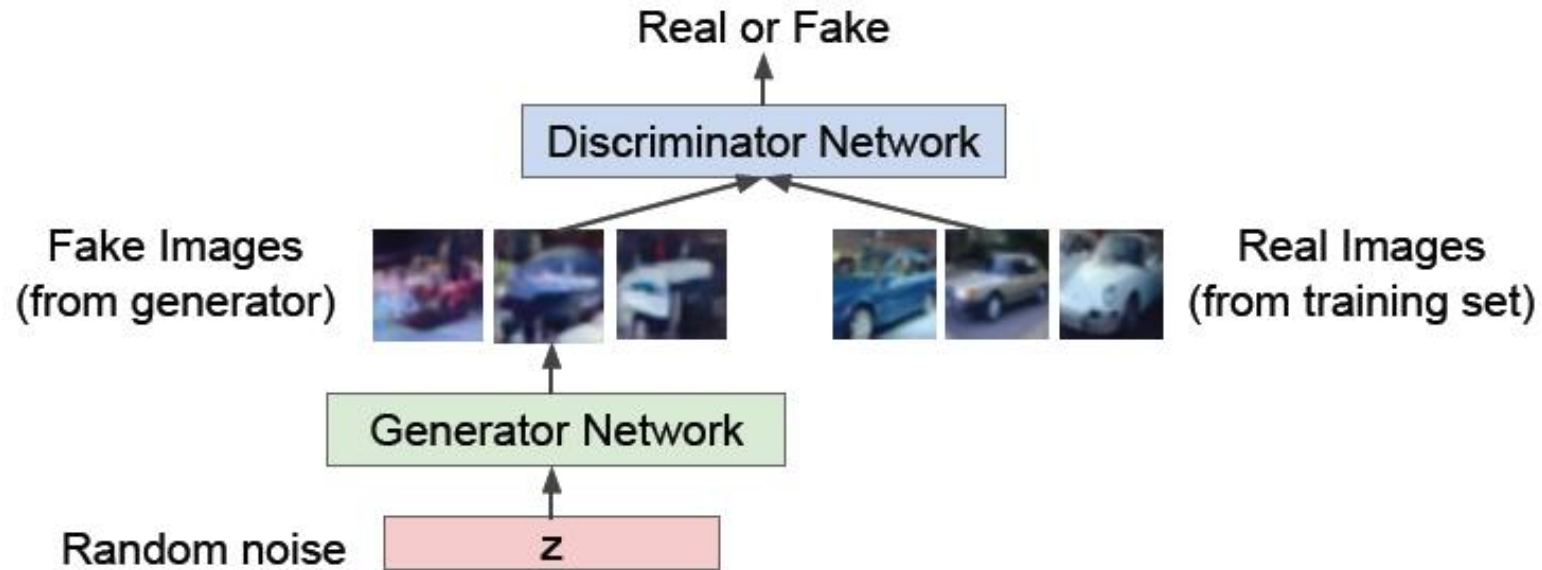 Real or Fake
Discriminator Network
Fake Images
(from generator)
Real Images
(from training set)
Generator Network
Random noise
z